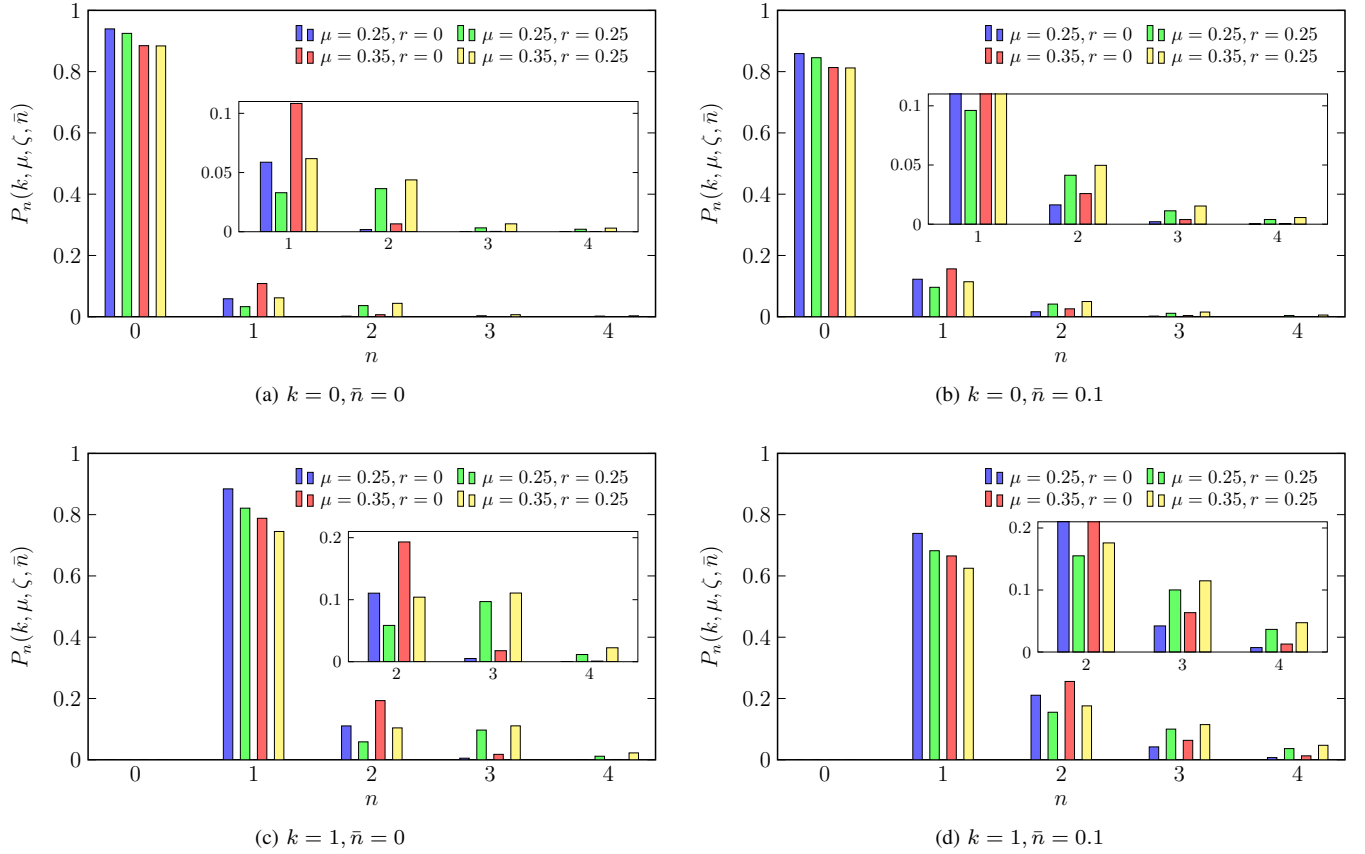 1
0.8
0.6
0.4
0.2
0
P_n(k, μ, ζ, n̄)
μ = 0.25, r = 0
μ = 0.25, r = 0.25
μ = 0.35, r = 0
μ = 0.35, r = 0.25
0.1
0.05
0
1 2 3 4
0 1 2 3 4
n
(a) k = 0, n̄ = 0
1
0.8
0.6
0.4
0.2
0
P_n(k, μ, ζ, n̄)
μ = 0.25, r = 0
μ = 0.25, r = 0.25
μ = 0.35, r = 0
μ = 0.35, r = 0.25
0.1
0.05
0
1 2 3 4
0 1 2 3 4
n
(b) k = 0, n̄ = 0.1
1
0.8
0.6
0.4
0.2
0
P_n(k, μ, ζ, n̄)
μ = 0.25, r = 0
μ = 0.25, r = 0.25
μ = 0.35, r = 0
μ = 0.35, r = 0.25
0.2
0.1
0
2 3 4
0 1 2 3 4
n
(c) k = 1, n̄ = 0
1
0.8
0.6
0.4
0.2
0
P_n(k, μ, ζ, n̄)
μ = 0.25, r = 0
μ = 0.25, r = 0.25
μ = 0.35, r = 0
μ = 0.35, r = 0.25
0.2
0.1
0
2 3 4
0 1 2 3 4
n
(d) k = 1, n̄ = 0.1